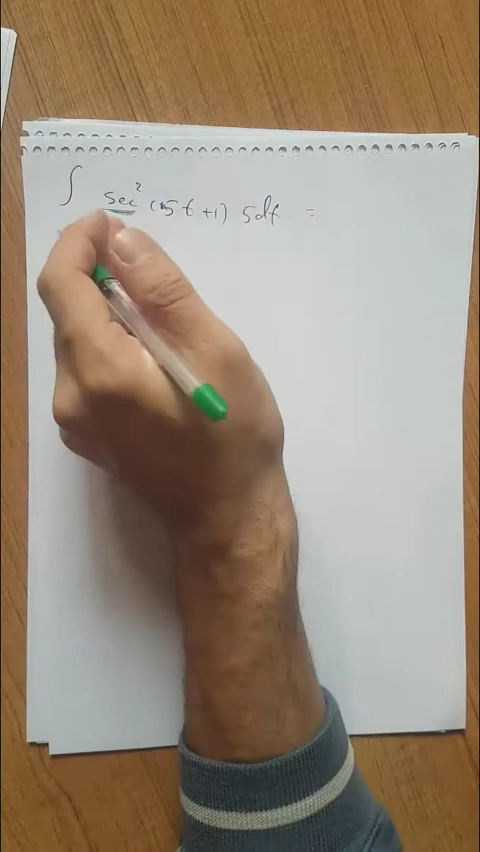 ∫ sec² (5t+1) 5dt =